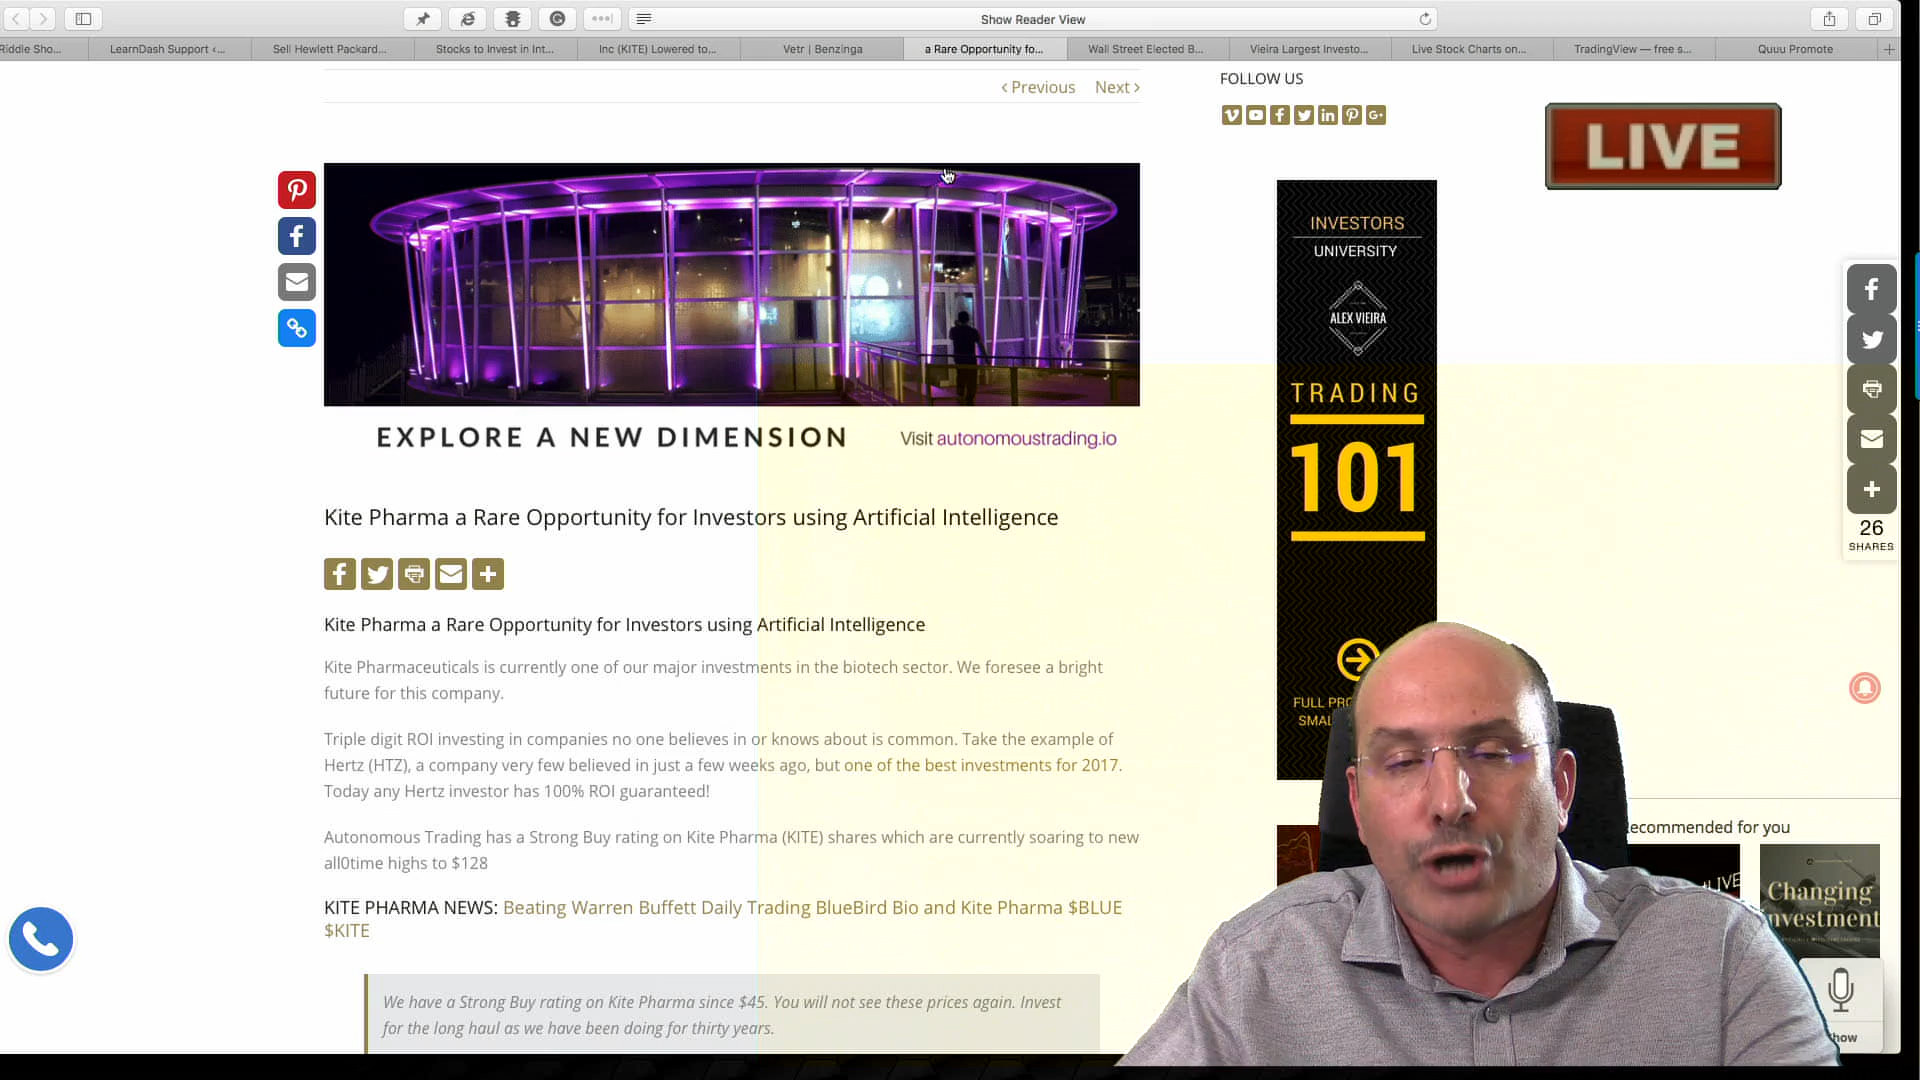 Show Reader View
Riddle Sho...
LearnDash Support ‹...
Sell Hewlett Packard...
Stocks to Invest in Int...
Inc (KITE) Lowered to...
Vetr | Benzinga
a Rare Opportunity fo...
Wall Street Elected B...
Vieira Largest Investo...
Live Stock Charts on...
TradingView — free s...
Quuu Promote
‹ Previous
Next ›
FOLLOW US
LIVE
INVESTORS
UNIVERSITY
ALEX VIEIRA
TRADING
101
EXPLORE A NEW DIMENSION
Visit autonomoustrading.io
Kite Pharma a Rare Opportunity for Investors using Artificial Intelligence
26
SHARES
Kite Pharma a Rare Opportunity for Investors using Artificial Intelligence
Kite Pharmaceuticals is currently one of our major investments in the biotech sector. We foresee a bright
future for this company.
FULL PRO
SMAL
Triple digit ROI investing in companies no one believes in or knows about is common. Take the example of
Hertz (HTZ), a company very few believed in just a few weeks ago, but one of the best investments for 2017.
Today any Hertz investor has 100% ROI guaranteed!
Autonomous Trading has a Strong Buy rating on Kite Pharma (KITE) shares which are currently soaring to new
all0time highs to $128
ecommended for you
LIVE
Changing
nvestment
KITE PHARMA NEWS: Beating Warren Buffett Daily Trading BlueBird Bio and Kite Pharma $BLUE
$KITE
We have a Strong Buy rating on Kite Pharma since $45. You will not see these prices again. Invest
for the long haul as we have been doing for thirty years.
how